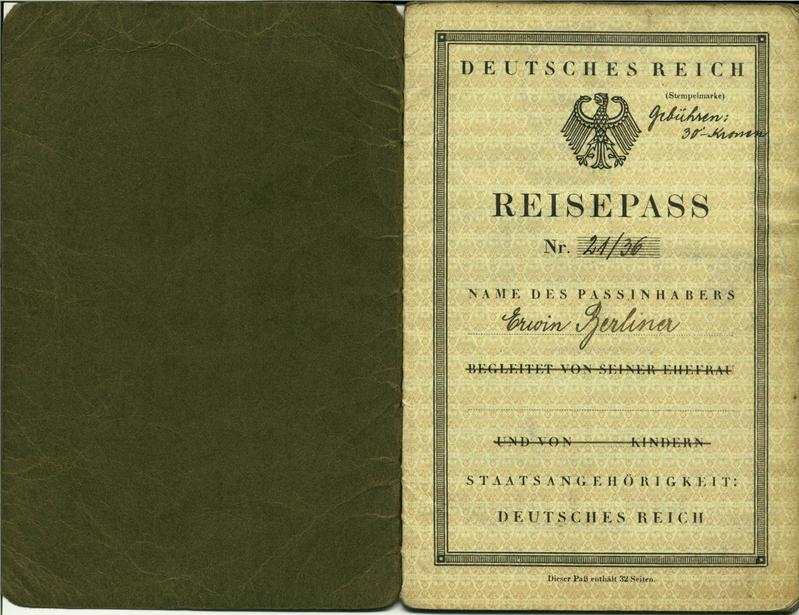 DEUTSCHES REICH
(Stempelmarke)
Gebühren:
30.- Kronen
REISEPASS
Nr. 21/36
NAME DES PASSINHABERS
Erwin Berliner
BEGLEITET VON SEINER EHEFRAU
UND VON KINDERN
STAATSANGEHÖRIGKEIT:
DEUTSCHES REICH
Dieser Paß enthält 32 Seiten.